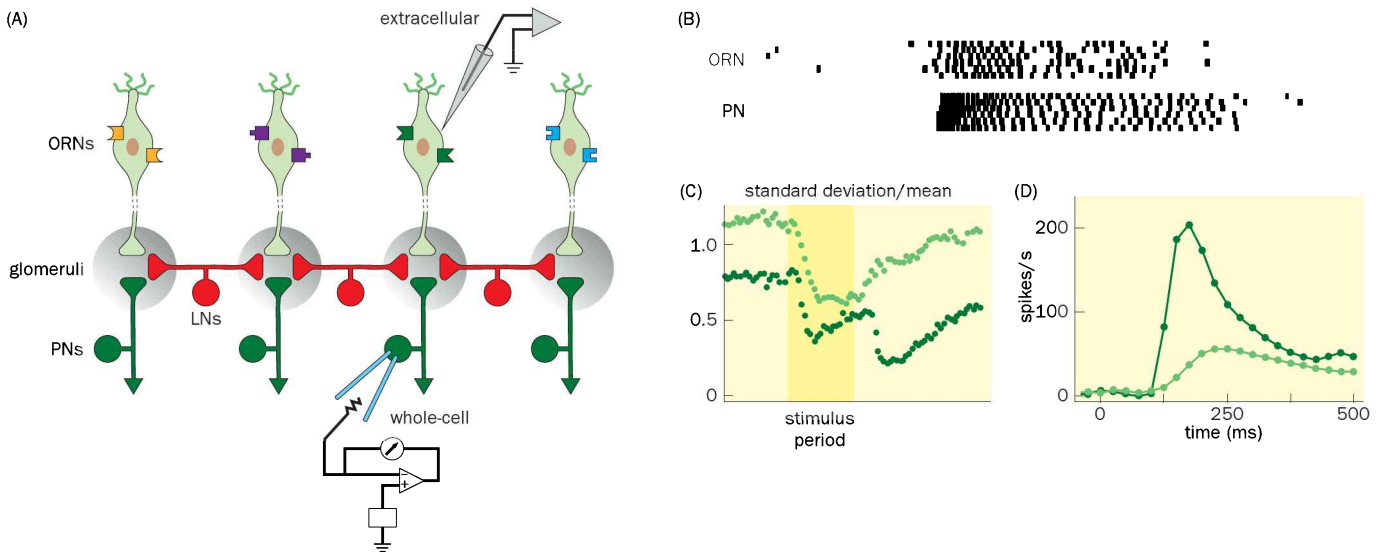 (A)
extracellular
ORNs
glomeruli
LNs
PNs
whole-cell
−
+
(B)
ORN
PN
(C)
standard deviation/mean
1.0
0.5
0
stimulus
period
(D)
spikes/s
200
100
0
0
250
500
time (ms)